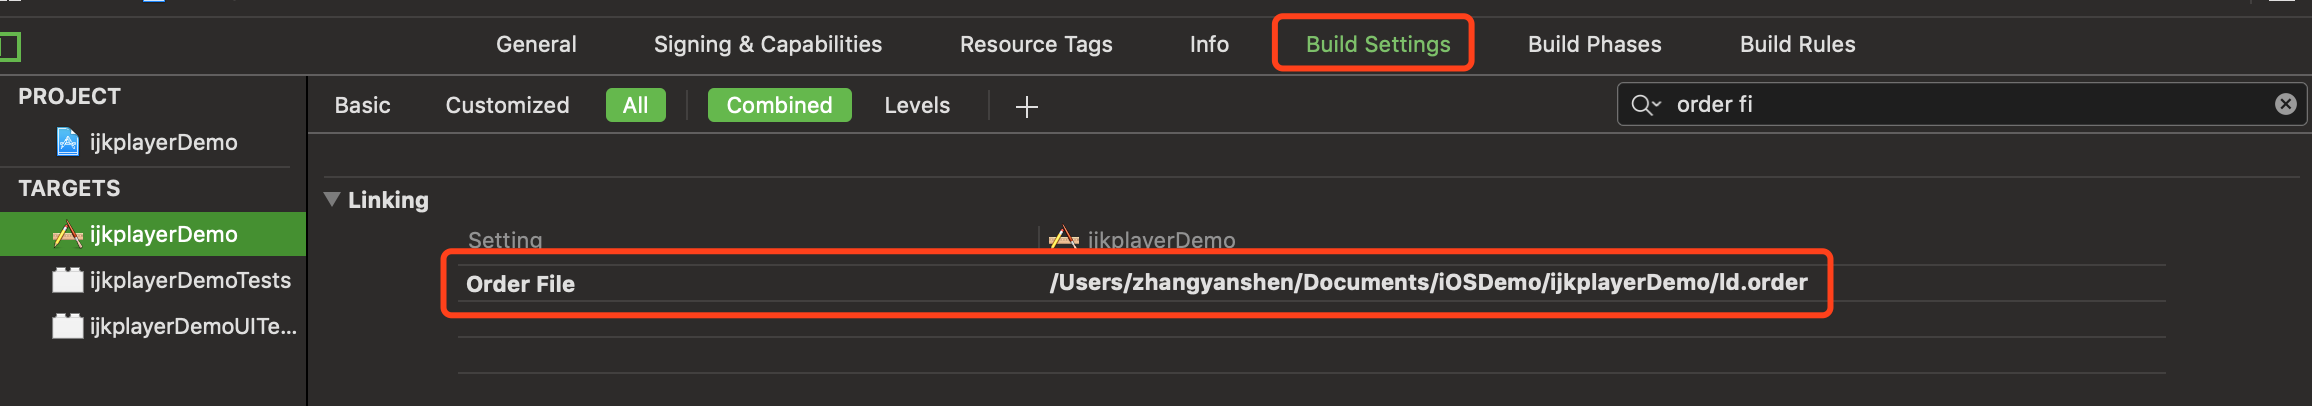 General Signing & Capabilities Resource Tags Info Build Settings Build Phases Build Rules
PROJECT
ijkplayerDemo
TARGETS
ijkplayerDemo
ijkplayerDemoTests
ijkplayerDemoUITe...
Basic Customized All Combined Levels + order fi
Linking
Setting ijkplayerDemo
Order File /Users/zhangyanshen/Documents/iOSDemo/ijkplayerDemo/ld.order